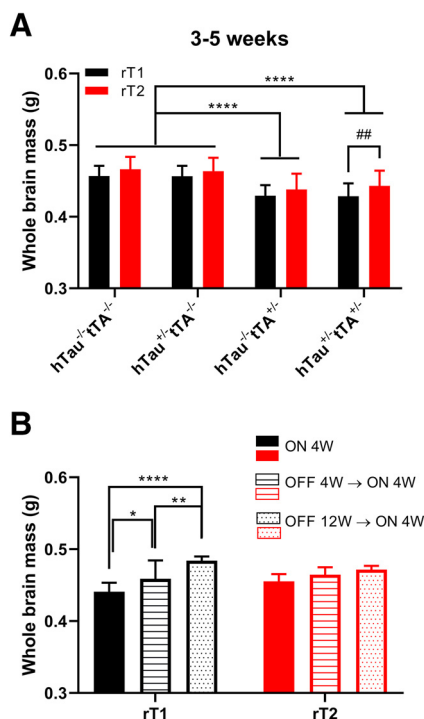 A
3-5 weeks
rT1
rT2
****
****
##
Whole brain mass (g)
0.6
0.5
0.4
0.3
hTau-/-tTA-/-
hTau+/-tTA-/-
hTau-/-tTA+/-
hTau+/-tTA+/-
B
ON 4W
OFF 4W → ON 4W
OFF 12W → ON 4W
****
*
**
Whole brain mass (g)
0.6
0.5
0.4
0.3
rT1
rT2